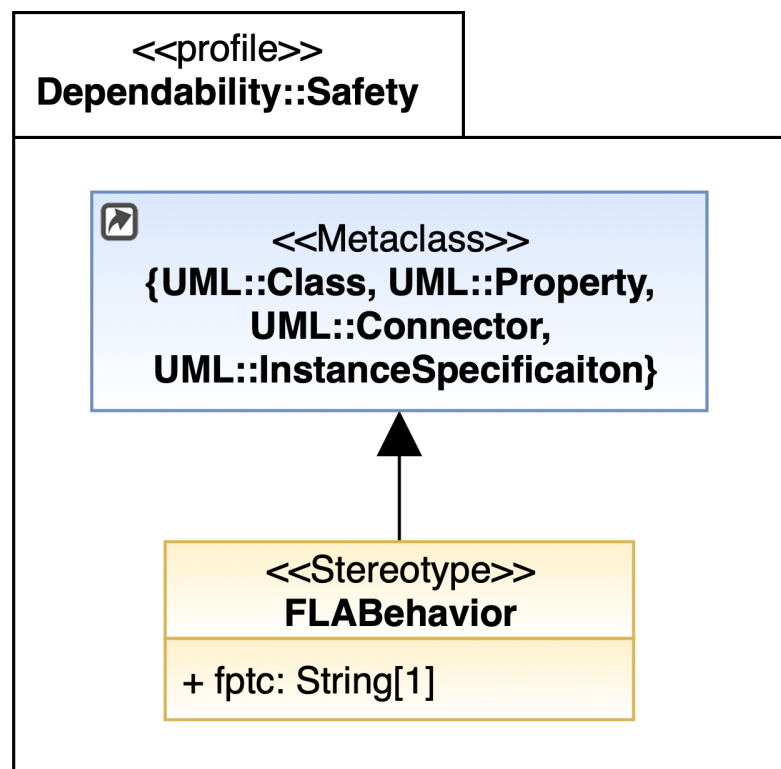 <<profile>>
Dependability::Safety
<<Metaclass>>
{UML::Class, UML::Property,
UML::Connector,
UML::InstanceSpecificaiton}
<<Stereotype>>
FLABehavior
+ fptc: String[1]